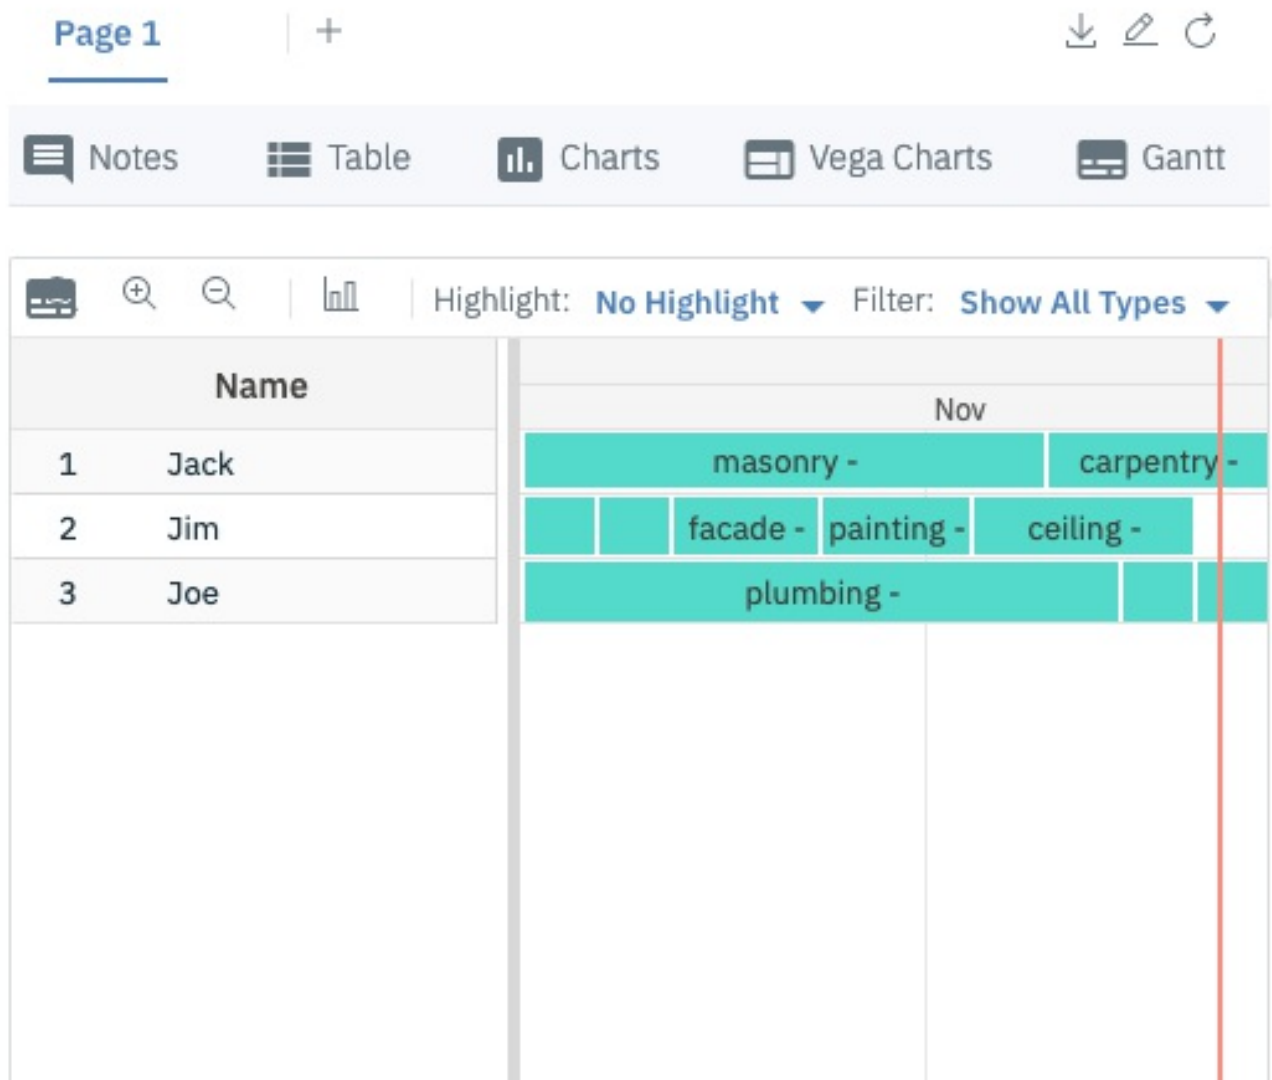 Page 1 +
Notes Table Charts Vega Charts Gantt
Highlight: No Highlight Filter: Show All Types
Name
Nov
1 Jack masonry - carpentry -
2 Jim facade - painting - ceiling -
3 Joe plumbing -